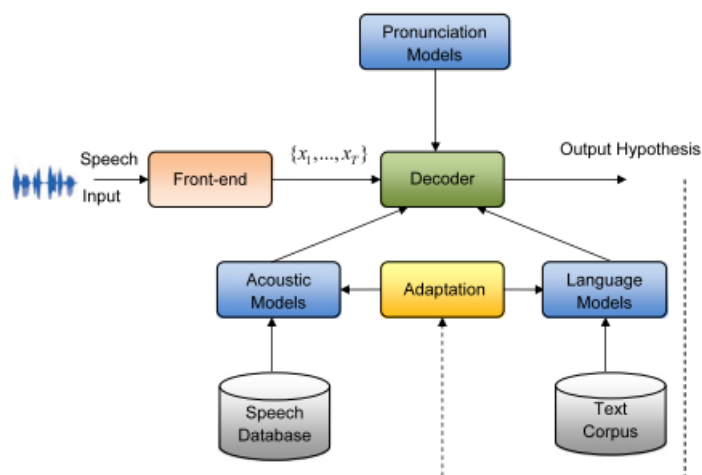 Pronunciation
Models
Speech
Input
Front-end
{x₁,...,x_T}
Decoder
Output Hypothesis
Acoustic
Models
Adaptation
Language
Models
Speech
Database
Text
Corpus